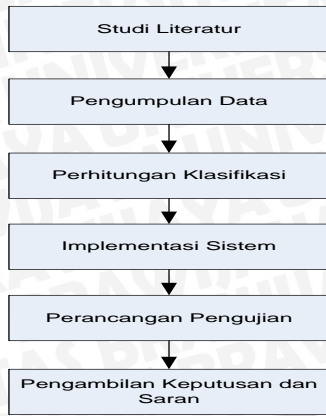 Studi Literatur
Pengumpulan Data
Perhitungan Klasifikasi
Implementasi Sistem
Perancangan Pengujian
Pengambilan Keputusan dan
Saran